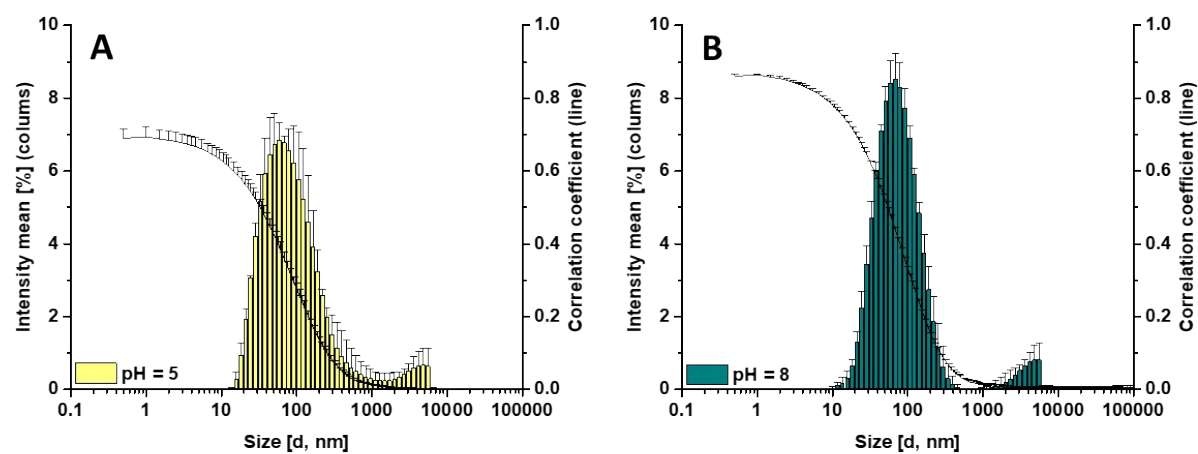 A
Intensity mean [%] (colums)
10
8
6
4
2
0
1.0
0.8
0.6
0.4
0.2
0.0
Correlation coefficient (line)
pH = 5
0.1 1 10 100 1000 10000 100000
Size [d, nm]
B
Intensity mean [%] (colums)
10
8
6
4
2
0
1.0
0.8
0.6
0.4
0.2
0.0
Correlation coefficient (line)
pH = 8
0.1 1 10 100 1000 10000 100000
Size [d, nm]